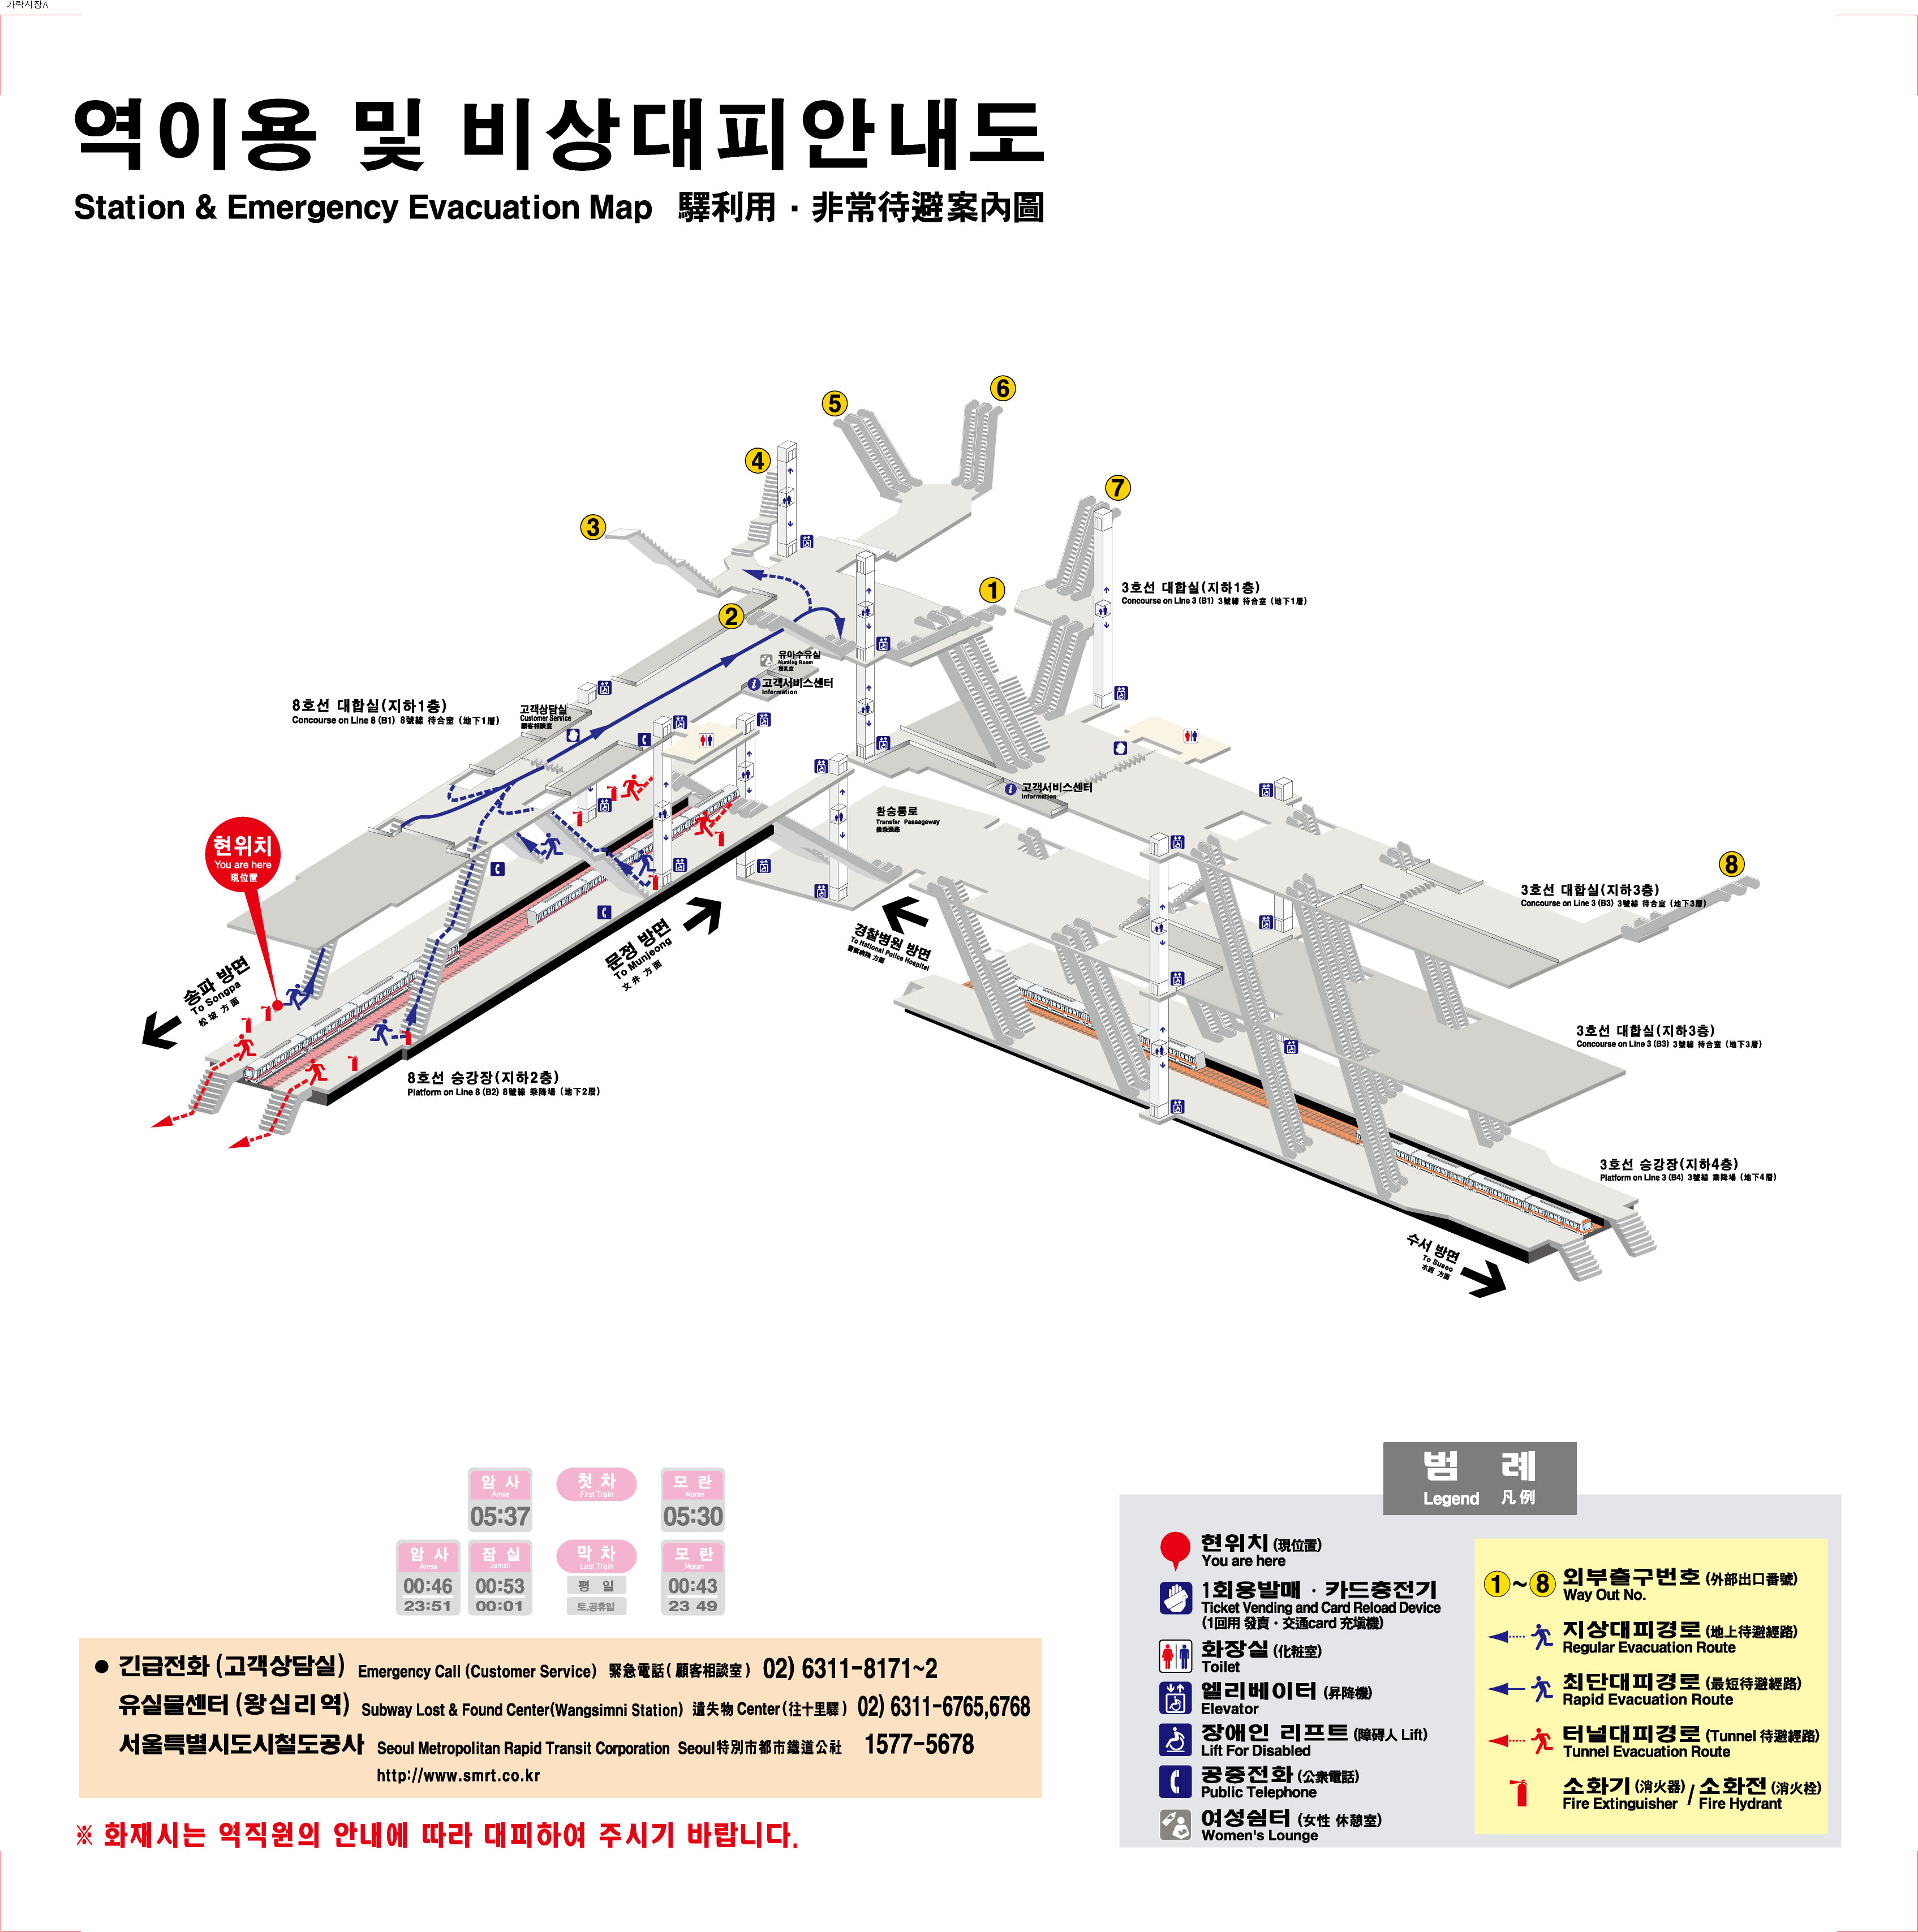 가락시장A
역이용 및 비상대피안내도
Station & Emergency Evacuation Map 驛利用 · 非常待避案內圖
5
6
4
7
3
1
2
3호선 대합실(지하1층)
Concourse on Line 3 (B1) 3號線 待合室 (地下1層)
유아수유실
Nursing Room
授乳室
고객서비스센터
Information
8호선 대합실(지하1층)
Concourse on Line 8 (B1) 8號線 待合室 (地下1層)
고객상담실
Customer Service
顧客相談室
고객서비스센터
Information
환승통로
Transfer Passageway
換乘通路
현위치
You are here
現位置
8
3호선 대합실(지하3층)
Concourse on Line 3 (B3) 3號線 待合室 (地下3層)
송파 방면
To Songpa
松坡 方面
문정 방면
To Munjeong
文井 方面
경찰병원 방면
To National Police Hospital
警察病院 方面
3호선 대합실(지하3층)
Concourse on Line 3 (B3) 3號線 待合室 (地下3層)
8호선 승강장(지하2층)
Platform on Line 8 (B2) 8號線 乘降場 (地下2層)
3호선 승강장(지하4층)
Platform on Line 3 (B4) 3號線 乘降場 (地下4層)
수서 방면
To Suseo
水西 方面
암 사 첫 차 모 란
Amsa First Train Moran
05:37 05:30
암 사 잠 실 막 차 모 란
Amsa Jamsil Last Train Moran
00:46 00:53 평 일 00:43
23:51 00:01 토,공휴일 23 49
● 긴급전화 (고객상담실) Emergency Call (Customer Service) 緊急電話 ( 顧客相談室 ) 02) 6311-8171~2
유실물센터 (왕십리역) Subway Lost & Found Center(Wangsimni Station) 遺失物 Center (往十里驛) 02) 6311-6765,6768
서울특별시도시철도공사 Seoul Metropolitan Rapid Transit Corporation Seoul特別市都市鐵道公社 1577-5678
http://www.smrt.co.kr
※ 화재시는 역직원의 안내에 따라 대피하여 주시기 바랍니다.
범 례
Legend 凡例
현위치 (現位置)
You are here
1회용발매 · 카드충전기
Ticket Vending and Card Reload Device
(1回用 發賣 · 交通card 充塡機)
화장실 (化粧室)
Toilet
엘리베이터 (昇降機)
Elevator
장애인 리프트 (障碍人 Lift)
Lift For Disabled
공중전화 (公衆電話)
Public Telephone
여성쉼터 (女性 休憩室)
Women's Lounge
1 ~ 8 외부출구번호 (外部出口番號)
Way Out No.
지상대피경로 (地上待避經路)
Regular Evacuation Route
최단대피경로 (最短待避經路)
Rapid Evacuation Route
터널대피경로 (Tunnel 待避經路)
Tunnel Evacuation Route
소화기 (消火器) / 소화전 (消火栓)
Fire Extinguisher / Fire Hydrant